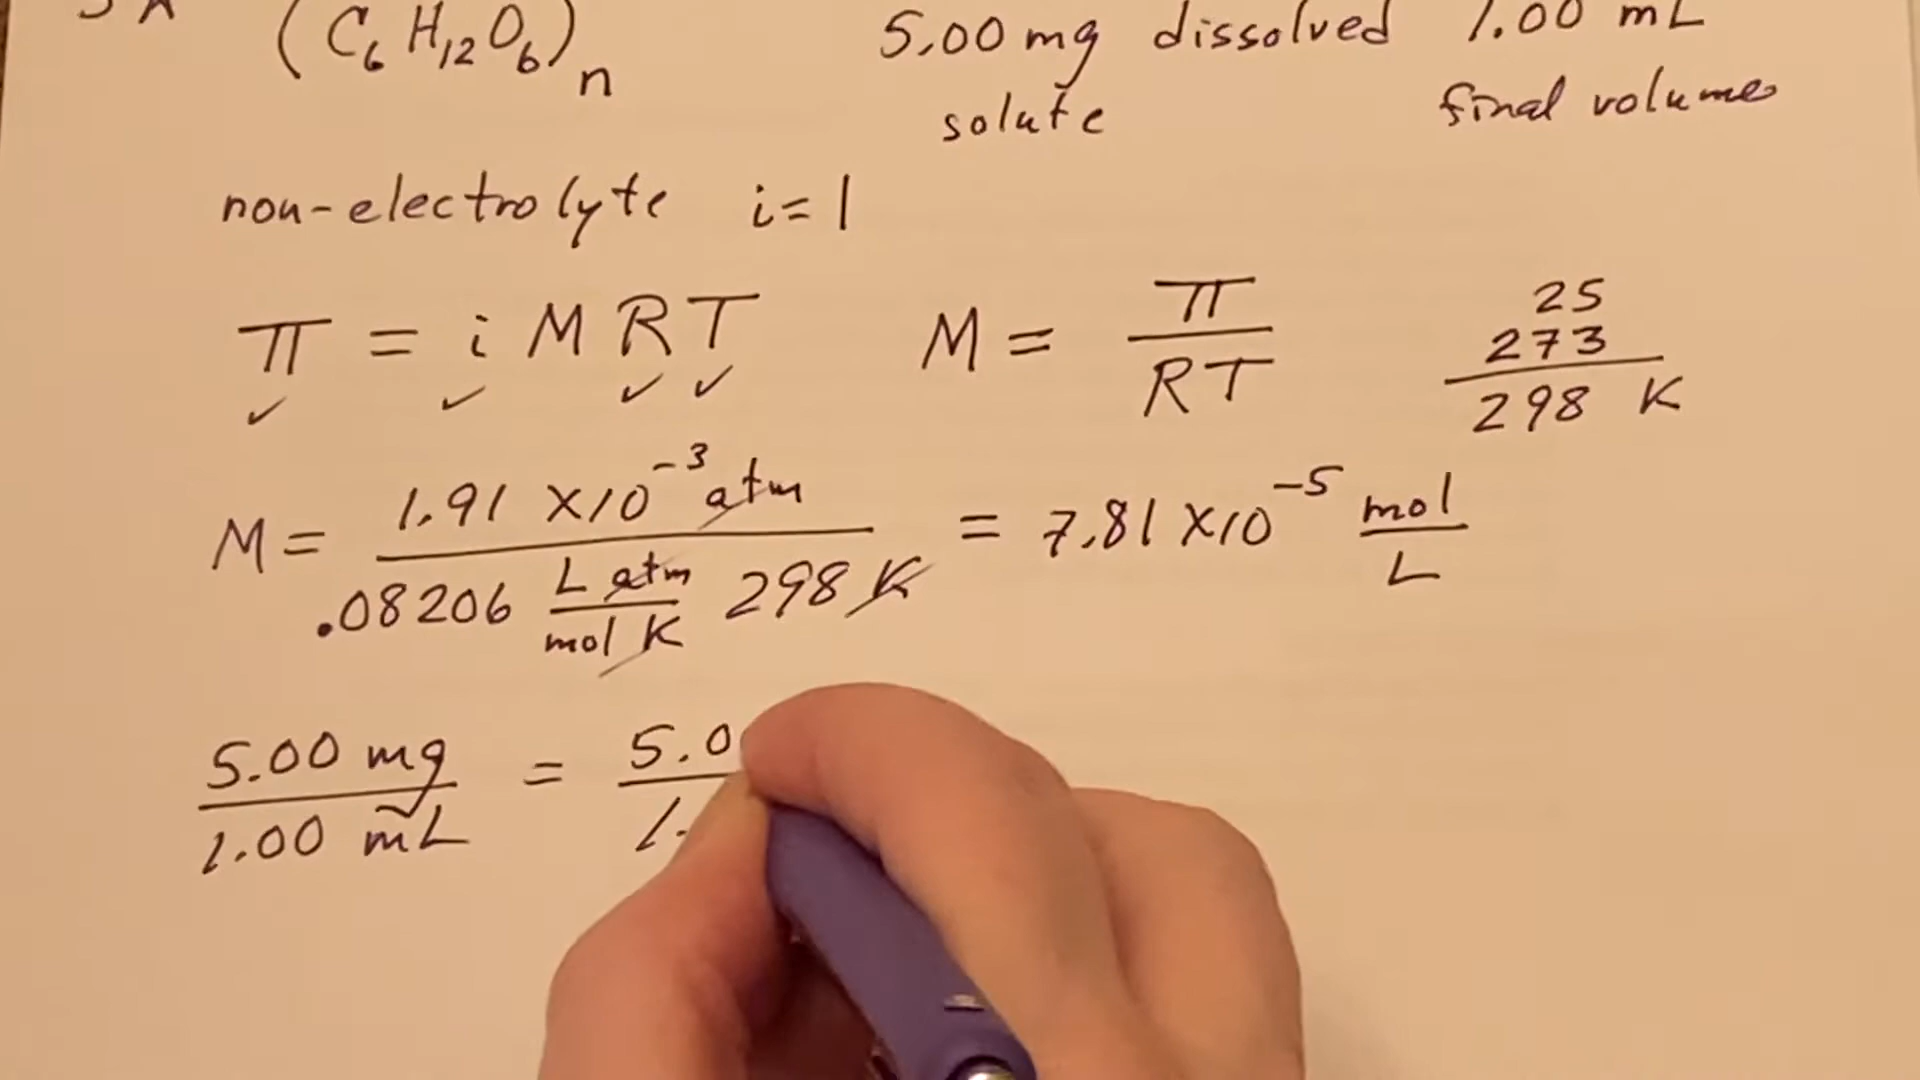 (C6H12O6)n 5.00 mg dissolved 1.00 mL
solute final volume
non-electrolyte i=1
π = i M R T M = π/RT 25
✓ ✓ ✓ ✓ 273
298 K
M = 1.91 x10^-3 atm / .08206 L atm/mol K 298 K = 7.81 x10^-5 mol/L
5.00 mg / 1.00 mL = 5.0 / 1.